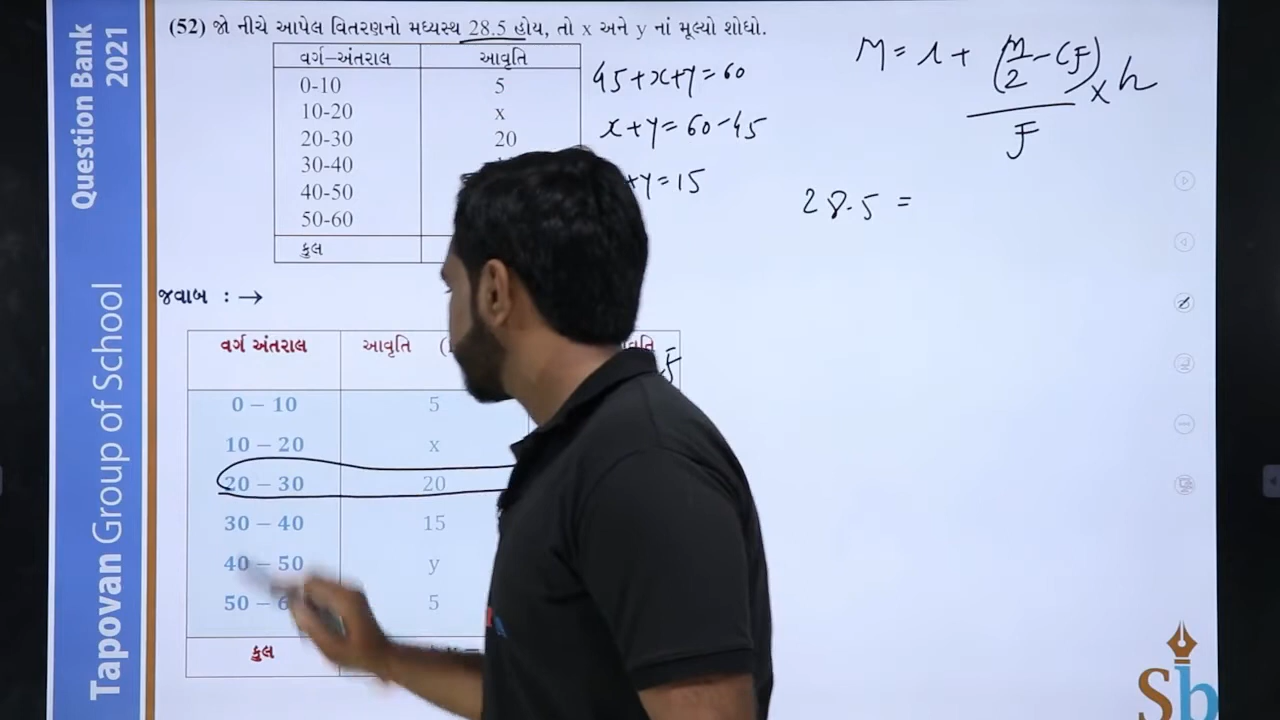 Question Bank
2021
Tapovan Group of School
(52) જો નીચે આપેલ વિતરણનો મધ્યસ્થ 28.5 હોય, તો x અને y નાં મૂલ્યો શોધો.
વર્ગ-અંતરાલ આવૃતિ
0-10 5
10-20 x
20-30 20
30-40
40-50
50-60
કુલ
45+x+y=60
x+y=60-45
+y=15
M = l + (n/2 - cf) × h
f
28.5 =
જવાબ : →
વર્ગ અંતરાલ આવૃતિ
0 – 10 5
10 – 20 x
20 – 30 20
30 – 40 15
40 – 50 y
50 – 6 5
કુલ
Sb